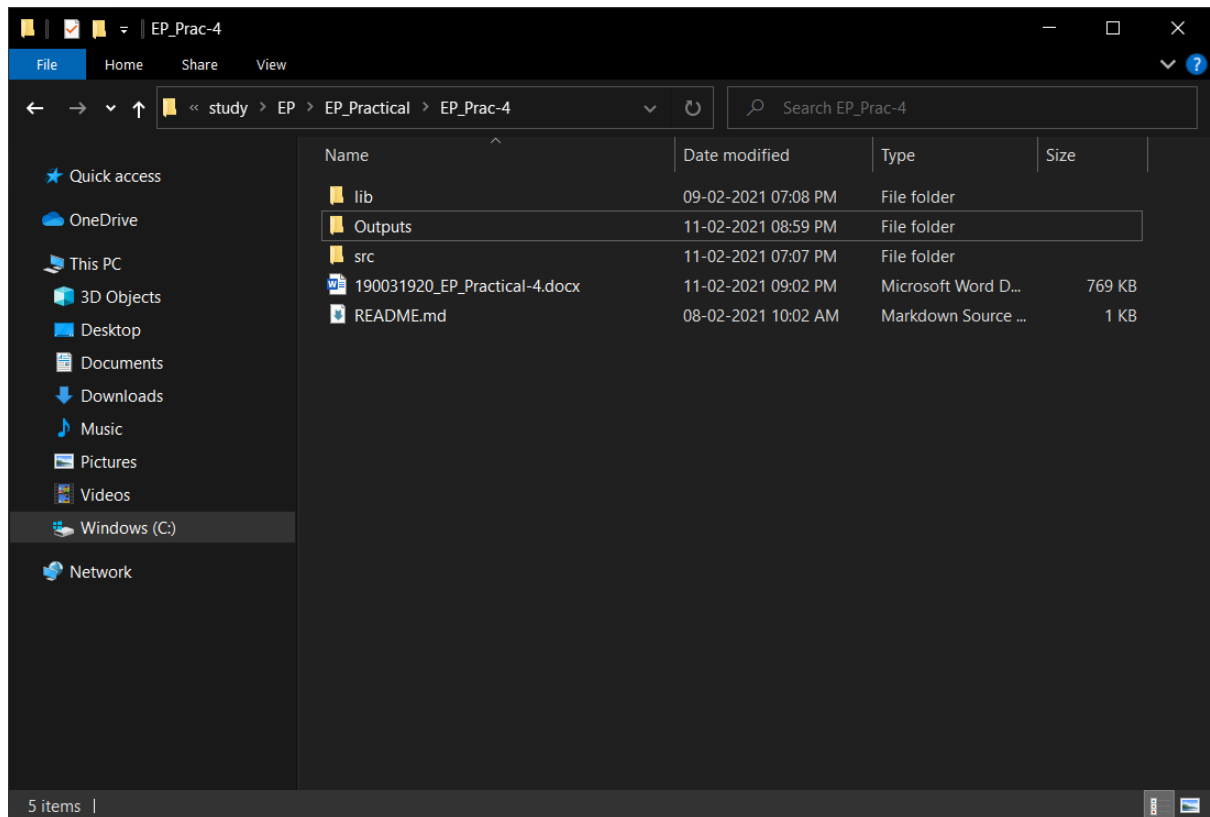 EP_Prac-4
File Home Share View
« study > EP > EP_Practical > EP_Prac-4 Search EP_Prac-4
Name Date modified Type Size
Quick access
OneDrive
This PC
3D Objects
Desktop
Documents
Downloads
Music
Pictures
Videos
Windows (C:)
Network
lib 09-02-2021 07:08 PM File folder
Outputs 11-02-2021 08:59 PM File folder
src 11-02-2021 07:07 PM File folder
190031920_EP_Practical-4.docx 11-02-2021 09:02 PM Microsoft Word D... 769 KB
README.md 08-02-2021 10:02 AM Markdown Source ... 1 KB
5 items